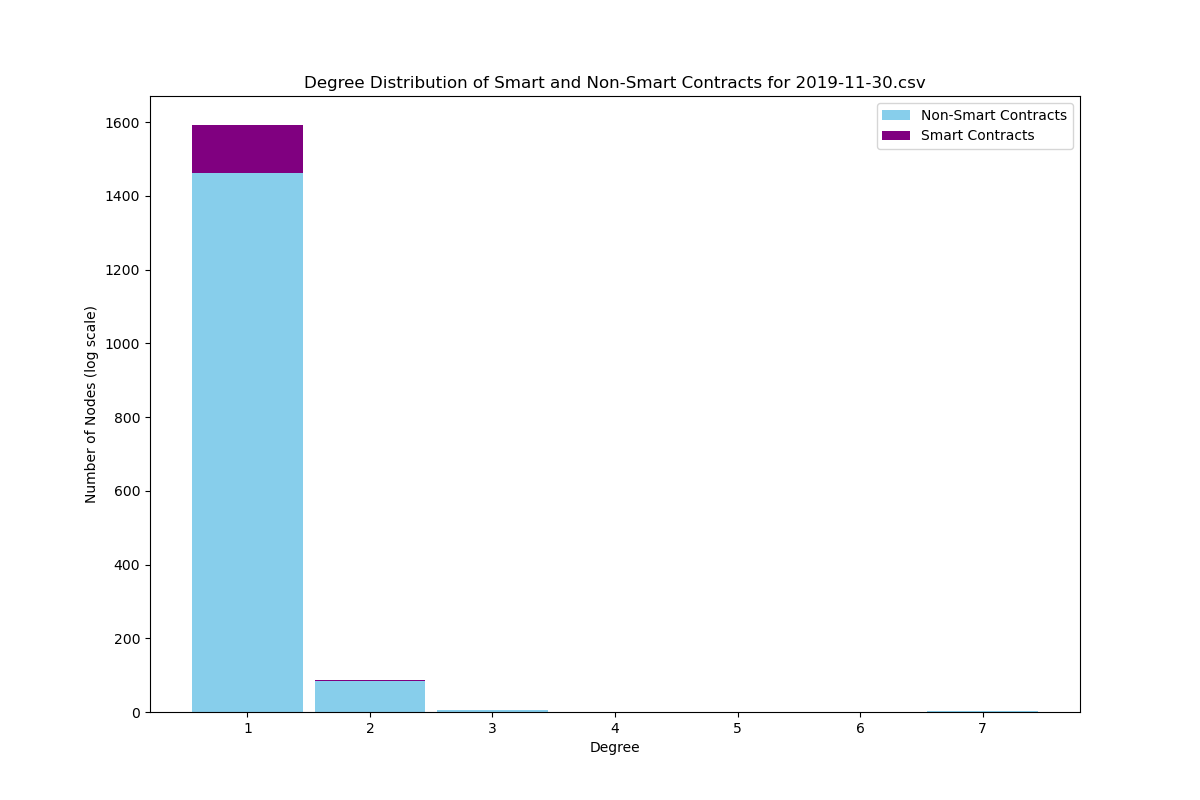 Degree Distribution of Smart and Non-Smart Contracts for 2019-11-30.csv
Non-Smart Contracts
Smart Contracts
Number of Nodes (log scale)
1600
1400
1200
1000
800
600
400
200
0
1 2 3 4 5 6 7
Degree